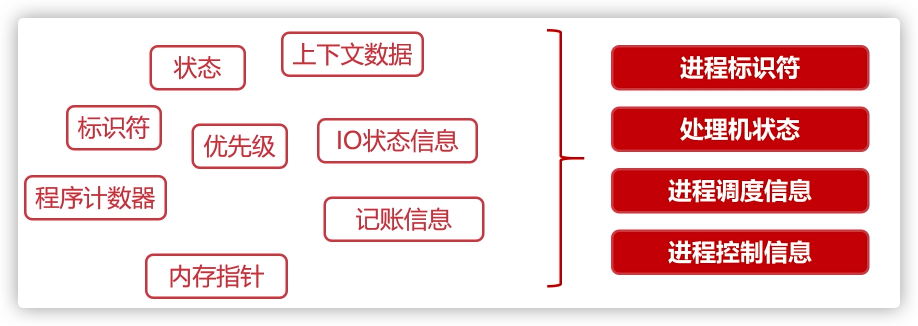 状态
上下文数据
标识符
优先级
IO状态信息
程序计数器
记账信息
内存指针
进程标识符
处理机状态
进程调度信息
进程控制信息